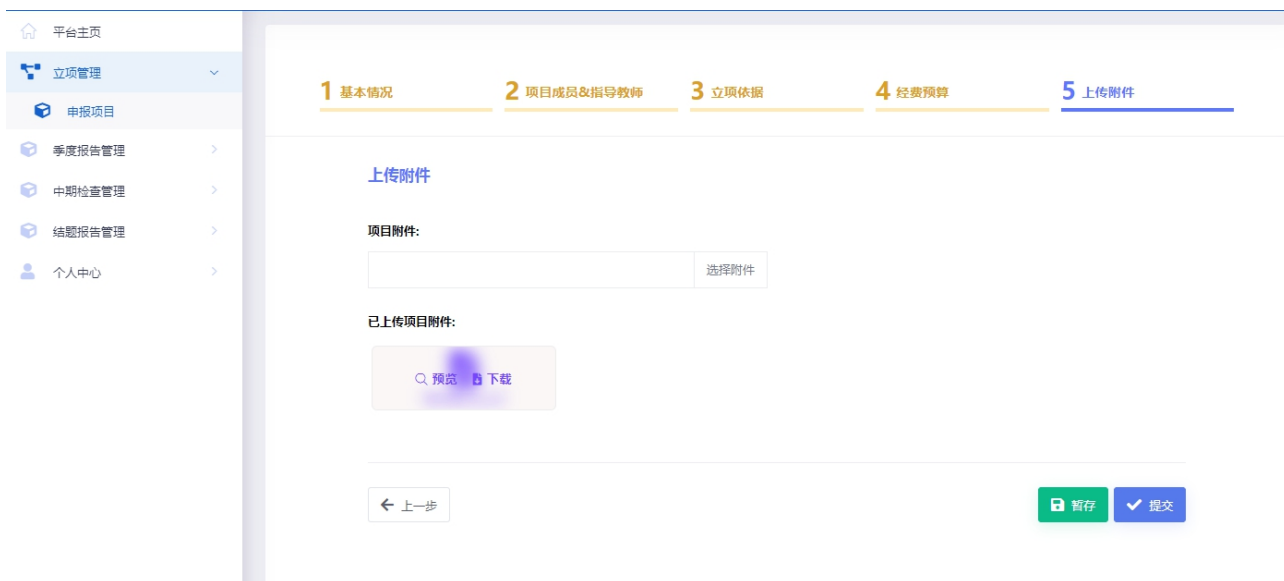 平台主页
立项管理
申报项目
季度报告管理
中期检查管理
结题报告管理
个人中心
1 基本情况
2 项目成员&指导教师
3 立项依据
4 经费预算
5 上传附件
上传附件
项目附件:
选择附件
已上传项目附件:
预览 下载
上一步
暂存
提交